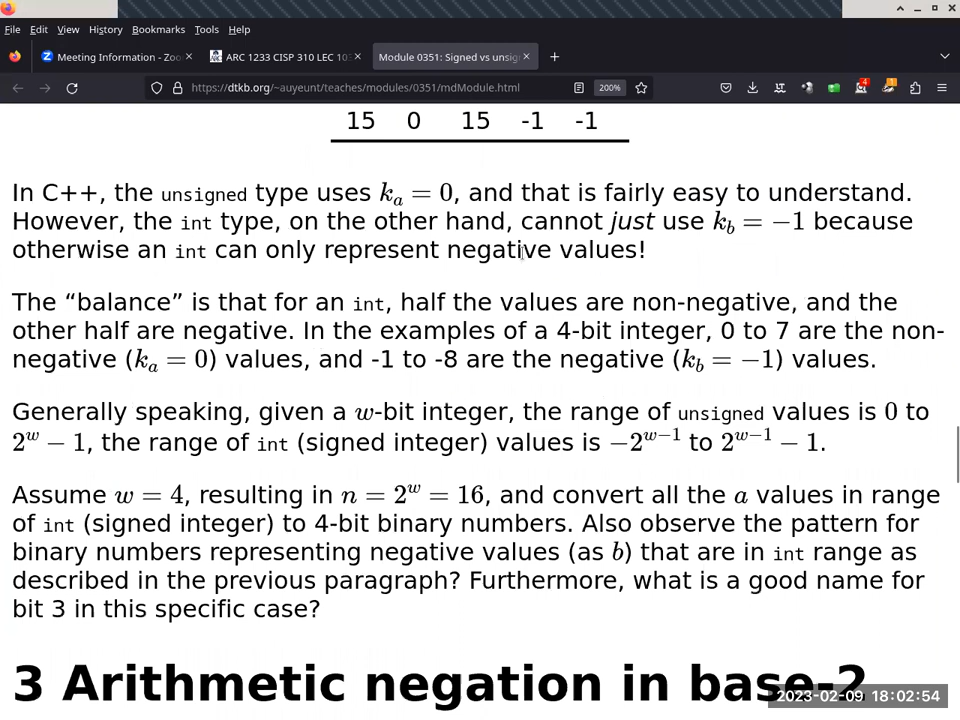 File Edit View History Bookmarks Tools Help
Meeting Information - Zoo
ARC 1233 CISP 310 LEC 10
Module 0351: Signed vs unsig
https://dtkb.org/~auyeunt/teaches/modules/0351/mdModule.html
200%
4
15 0 15 -1 -1
In C++, the unsigned type uses k_a = 0, and that is fairly easy to understand.
However, the int type, on the other hand, cannot just use k_b = −1 because
otherwise an int can only represent negative values!
The “balance” is that for an int, half the values are non-negative, and the
other half are negative. In the examples of a 4-bit integer, 0 to 7 are the non-
negative (k_a = 0) values, and -1 to -8 are the negative (k_b = −1) values.
Generally speaking, given a w-bit integer, the range of unsigned values is 0 to
2^w − 1, the range of int (signed integer) values is −2^{w−1} to 2^{w−1} − 1.
Assume w = 4, resulting in n = 2^w = 16, and convert all the a values in range
of int (signed integer) to 4-bit binary numbers. Also observe the pattern for
binary numbers representing negative values (as b) that are in int range as
described in the previous paragraph? Furthermore, what is a good name for
bit 3 in this specific case?
3 Arithmetic negation in base-2
2023-02-09 18:02:54